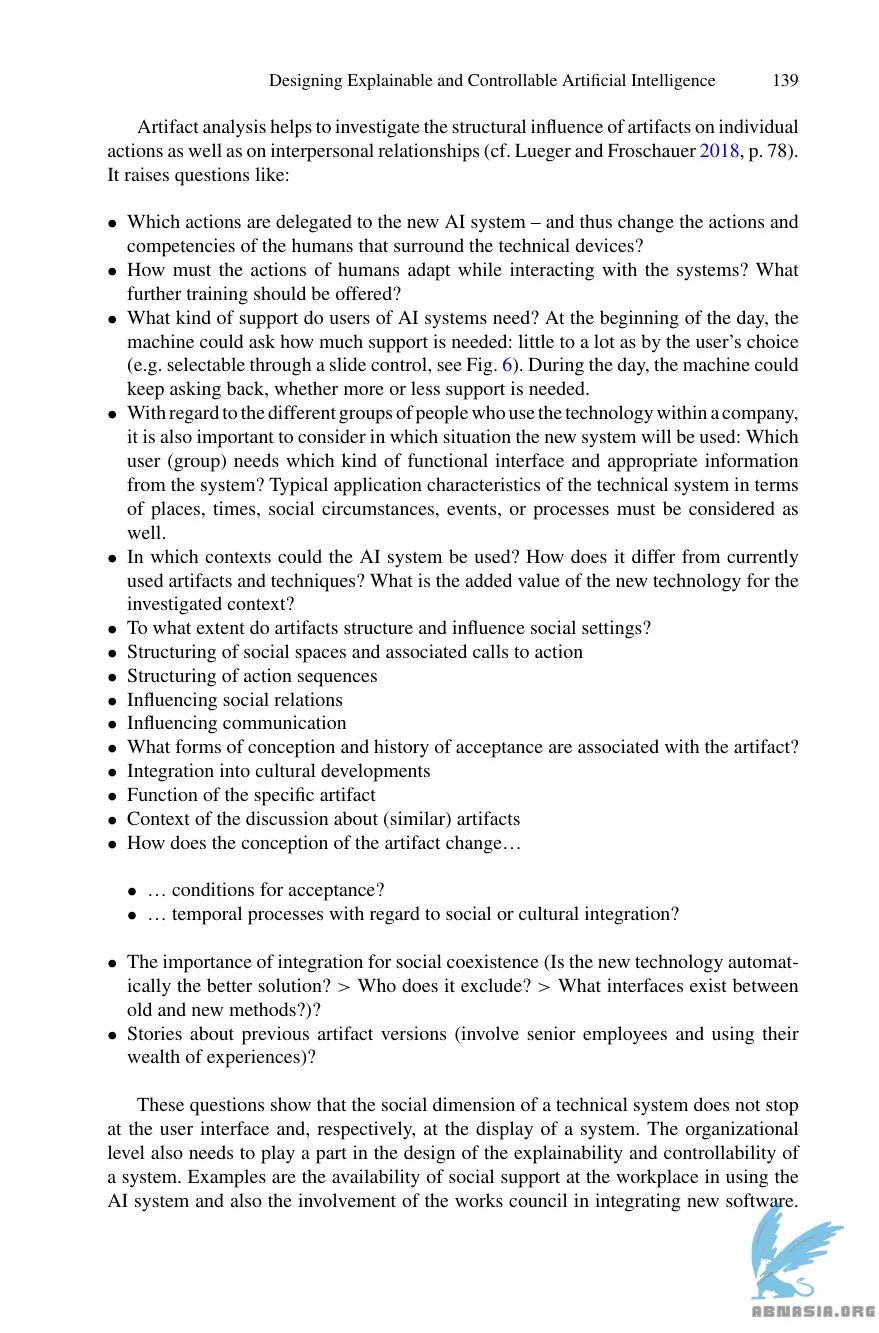 Designing Explainable and Controllable Artificial Intelligence 139
Artifact analysis helps to investigate the structural influence of artifacts on individual
actions as well as on interpersonal relationships (cf. Lueger and Froschauer 2018, p. 78).
It raises questions like:
• Which actions are delegated to the new AI system – and thus change the actions and
competencies of the humans that surround the technical devices?
• How must the actions of humans adapt while interacting with the systems? What
further training should be offered?
• What kind of support do users of AI systems need? At the beginning of the day, the
machine could ask how much support is needed: little to a lot as by the user’s choice
(e.g. selectable through a slide control, see Fig. 6). During the day, the machine could
keep asking back, whether more or less support is needed.
• With regard to the different groups of people who use the technology within a company,
it is also important to consider in which situation the new system will be used: Which
user (group) needs which kind of functional interface and appropriate information
from the system? Typical application characteristics of the technical system in terms
of places, times, social circumstances, events, or processes must be considered as
well.
• In which contexts could the AI system be used? How does it differ from currently
used artifacts and techniques? What is the added value of the new technology for the
investigated context?
• To what extent do artifacts structure and influence social settings?
• Structuring of social spaces and associated calls to action
• Structuring of action sequences
• Influencing social relations
• Influencing communication
• What forms of conception and history of acceptance are associated with the artifact?
• Integration into cultural developments
• Function of the specific artifact
• Context of the discussion about (similar) artifacts
• How does the conception of the artifact change…
• … conditions for acceptance?
• … temporal processes with regard to social or cultural integration?
• The importance of integration for social coexistence (Is the new technology automat-
ically the better solution? > Who does it exclude? > What interfaces exist between
old and new methods?)?
• Stories about previous artifact versions (involve senior employees and using their
wealth of experiences)?
These questions show that the social dimension of a technical system does not stop
at the user interface and, respectively, at the display of a system. The organizational
level also needs to play a part in the design of the explainability and controllability of
a system. Examples are the availability of social support at the workplace in using the
AI system and also the involvement of the works council in integrating new software.
ABNASIA.ORG